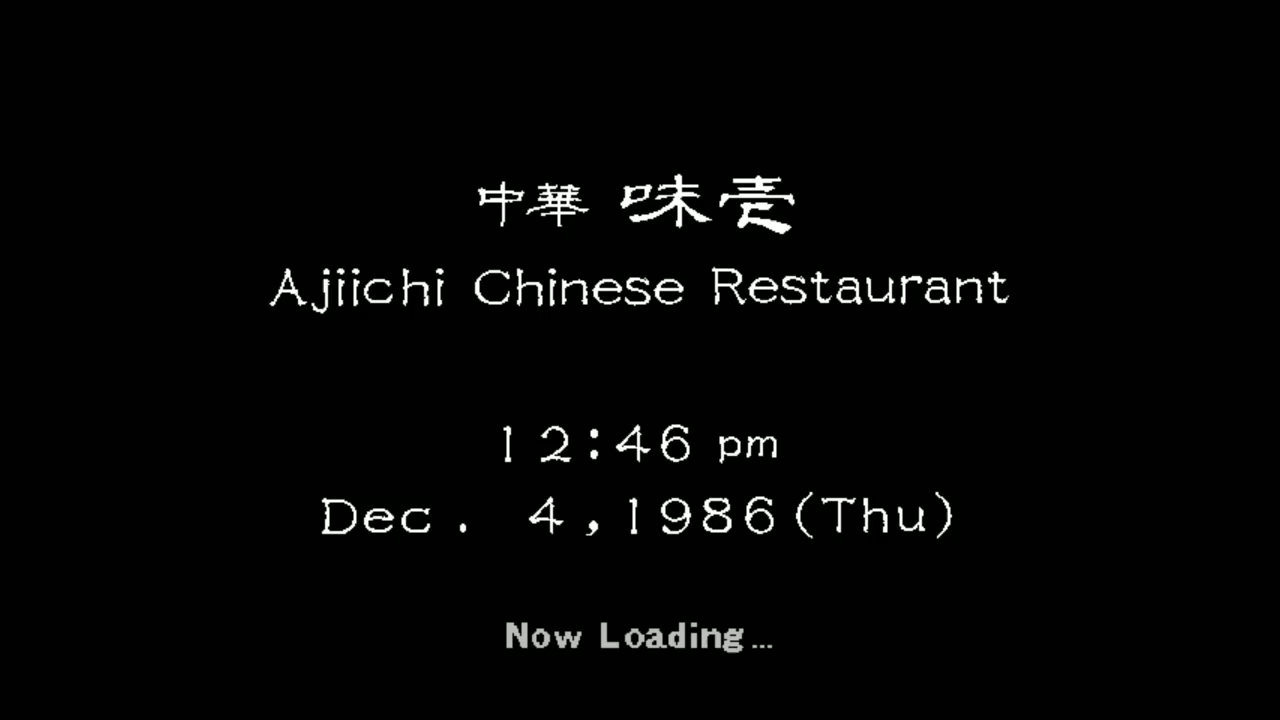 中華 味壱
Ajiichi Chinese Restaurant
12:46 pm
Dec. 4,1986(Thu)
Now Loading...